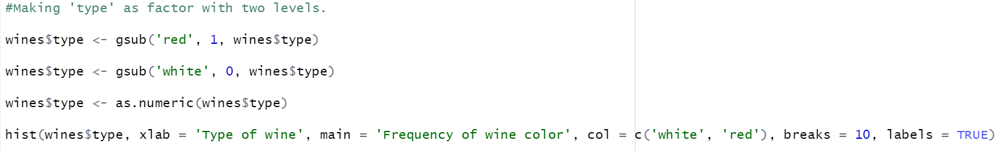 #Making 'type' as factor with two levels.
wines$type <- gsub('red', 1, wines$type)
wines$type <- gsub('white', 0, wines$type)
wines$type <- as.numeric(wines$type)
hist(wines$type, xlab = 'Type of wine', main = 'Frequency of wine color', col = c('white', 'red'), breaks = 10, labels = TRUE)